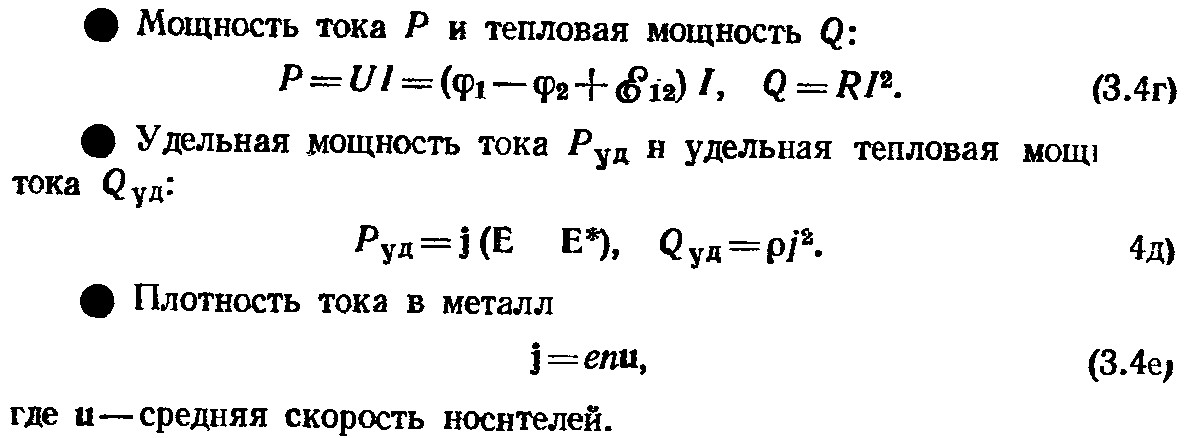 ● Мощность тока P и тепловая мощность Q:
P = UI = (φ₁ — φ₂ + ℰ₁₂) I, Q = RI². (3.4г)
● Удельная мощность тока Pуд н удельная тепловая мощ
тока Qуд:
Pуд = j (E E*), Qуд = ρj². 4д)
● Плотность тока в металл
j = enu, (3.4е)
где u — средняя скорость носнтелей.